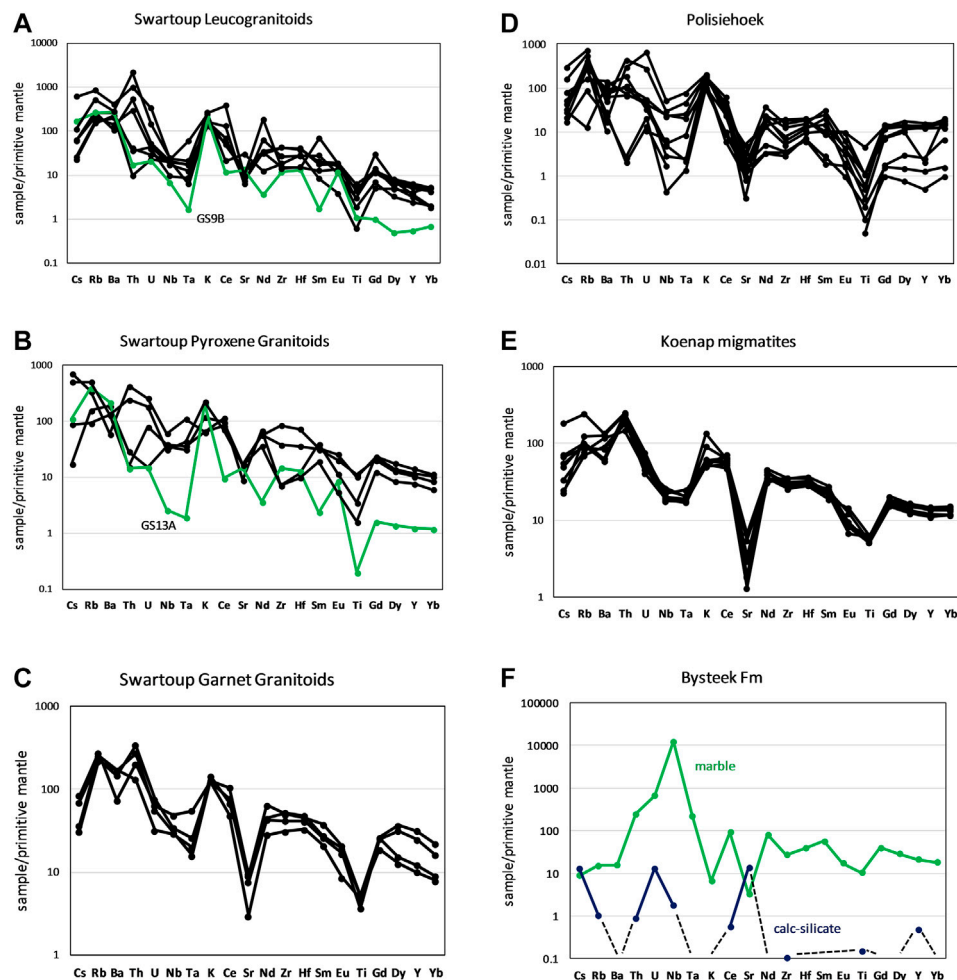 A
Swartoup Leucogranitoids
sample/primitive mantle
10000
1000
100
10
1
0.1
GS9B
Cs Rb Ba Th U Nb Ta K Ce Sr Nd Zr Hf Sm Eu Ti Gd Dy Y Yb
B
Swartoup Pyroxene Granitoids
sample/primitive mantle
1000
100
10
1
0.1
GS13A
Cs Rb Ba Th U Nb Ta K Ce Sr Nd Zr Hf Sm Eu Ti Gd Dy Y Yb
C
Swartoup Garnet Granitoids
sample/primitive mantle
1000
100
10
1
Cs Rb Ba Th U Nb Ta K Ce Sr Nd Zr Hf Sm Eu Ti Gd Dy Y Yb
D
Polisiehoek
sample/primitive mantle
1000
100
10
1
0.1
0.01
Cs Rb Ba Th U Nb Ta K Ce Sr Nd Zr Hf Sm Eu Ti Gd Dy Y Yb
E
Koenap migmatites
sample/primitive mantle
1000
100
10
1
Cs Rb Ba Th U Nb Ta K Ce Sr Nd Zr Hf Sm Eu Ti Gd Dy Y Yb
F
Bysteek Fm
sample/primitive mantle
100000
10000
1000
100
10
1
0.1
marble
calc-silicate
Cs Rb Ba Th U Nb Ta K Ce Sr Nd Zr Hf Sm Eu Ti Gd Dy Y Yb